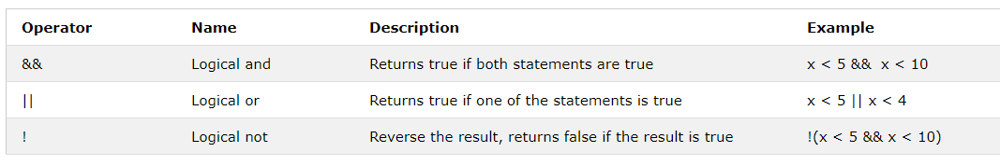 Operator Name Description Example
&& Logical and Returns true if both statements are true x < 5 &&  x < 10
|| Logical or Returns true if one of the statements is true x < 5 || x < 4
! Logical not Reverse the result, returns false if the result is true !(x < 5 && x < 10)